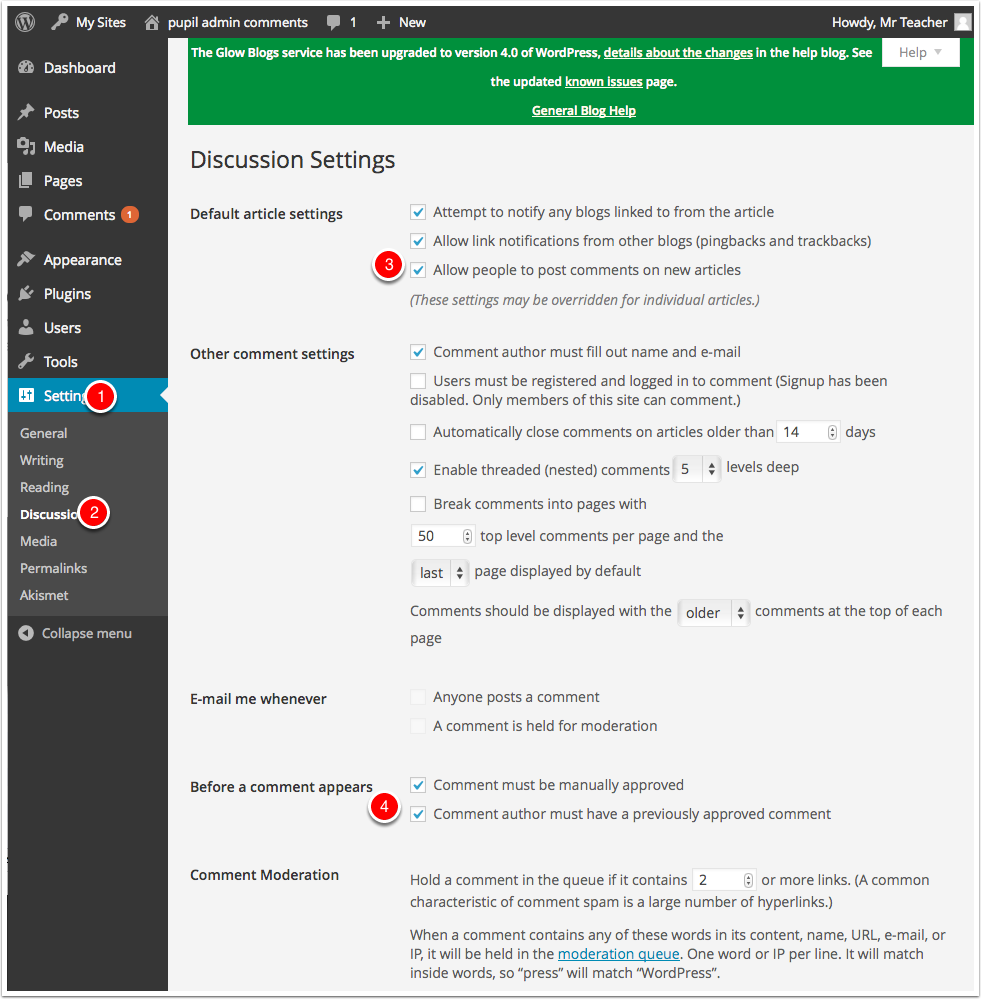 My Sites pupil admin comments 1 New Howdy, Mr Teacher
The Glow Blogs service has been upgraded to version 4.0 of WordPress, details about the changes in the help blog. See
the updated known issues page.
General Blog Help
Help
Dashboard
Posts
Media
Pages
Comments 1
Appearance
Plugins
Users
Tools
Setting 1
General
Writing
Reading
Discussio 2
Media
Permalinks
Akismet
Collapse menu
Discussion Settings
Default article settings
Attempt to notify any blogs linked to from the article
Allow link notifications from other blogs (pingbacks and trackbacks)
3 Allow people to post comments on new articles
(These settings may be overridden for individual articles.)
Other comment settings
Comment author must fill out name and e-mail
Users must be registered and logged in to comment (Signup has been
disabled. Only members of this site can comment.)
Automatically close comments on articles older than 14 days
Enable threaded (nested) comments 5 levels deep
Break comments into pages with
50 top level comments per page and the
last page displayed by default
Comments should be displayed with the older comments at the top of each
page
E-mail me whenever
Anyone posts a comment
A comment is held for moderation
Before a comment appears
Comment must be manually approved
4 Comment author must have a previously approved comment
Comment Moderation
Hold a comment in the queue if it contains 2 or more links. (A common
characteristic of comment spam is a large number of hyperlinks.)
When a comment contains any of these words in its content, name, URL, e-mail, or
IP, it will be held in the moderation queue. One word or IP per line. It will match
inside words, so “press” will match “WordPress”.